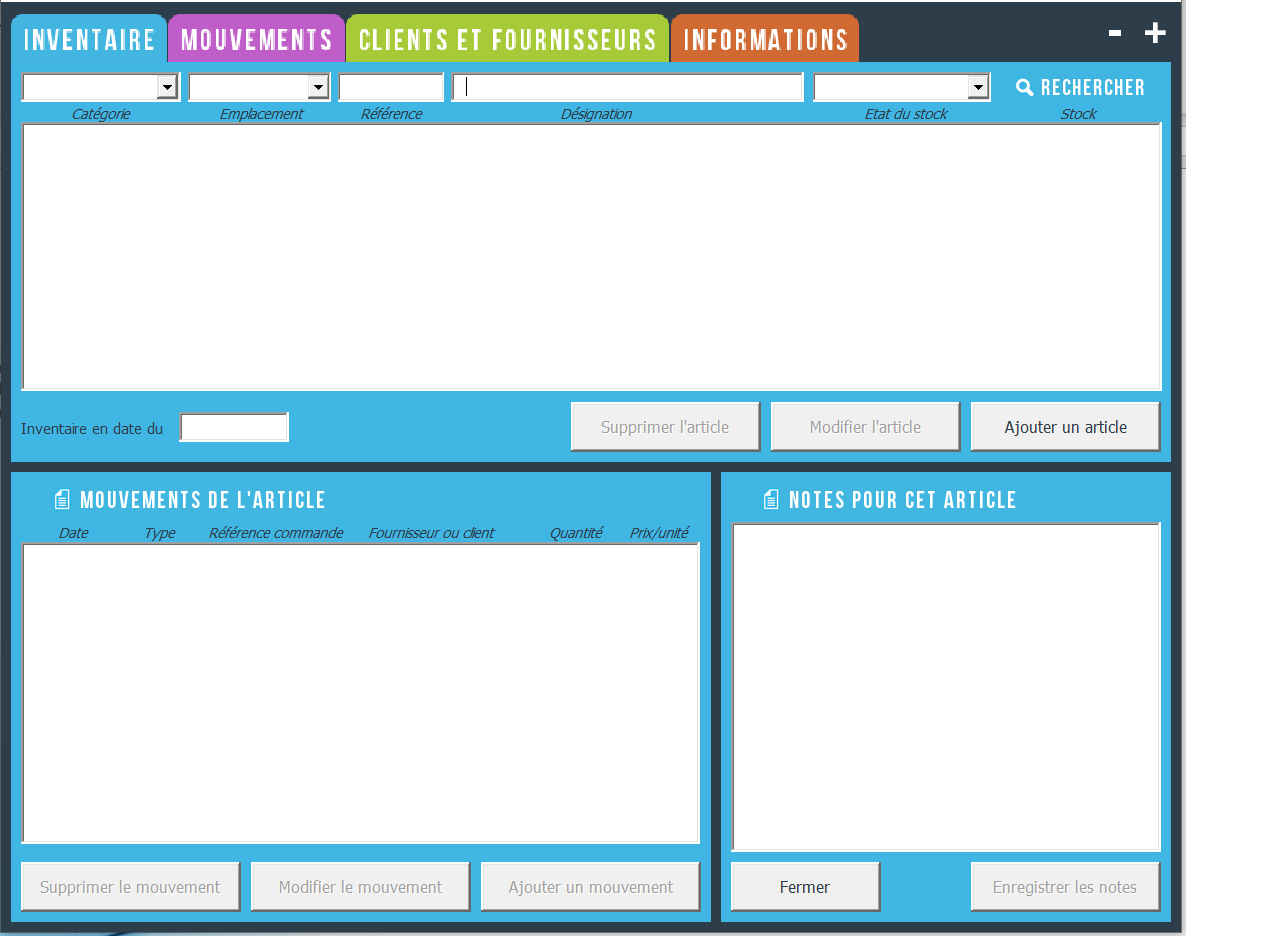 INVENTAIRE MOUVEMENTS CLIENTS ET FOURNISSEURS INFORMATIONS - +
RECHERCHER
Catégorie Emplacement Référence Désignation Etat du stock Stock
Inventaire en date du Supprimer l'article Modifier l'article Ajouter un article
MOUVEMENTS DE L'ARTICLE
Date Type Référence commande Fournisseur ou client Quantité Prix/unité
Supprimer le mouvement Modifier le mouvement Ajouter un mouvement
NOTES POUR CET ARTICLE
Fermer Enregistrer les notes